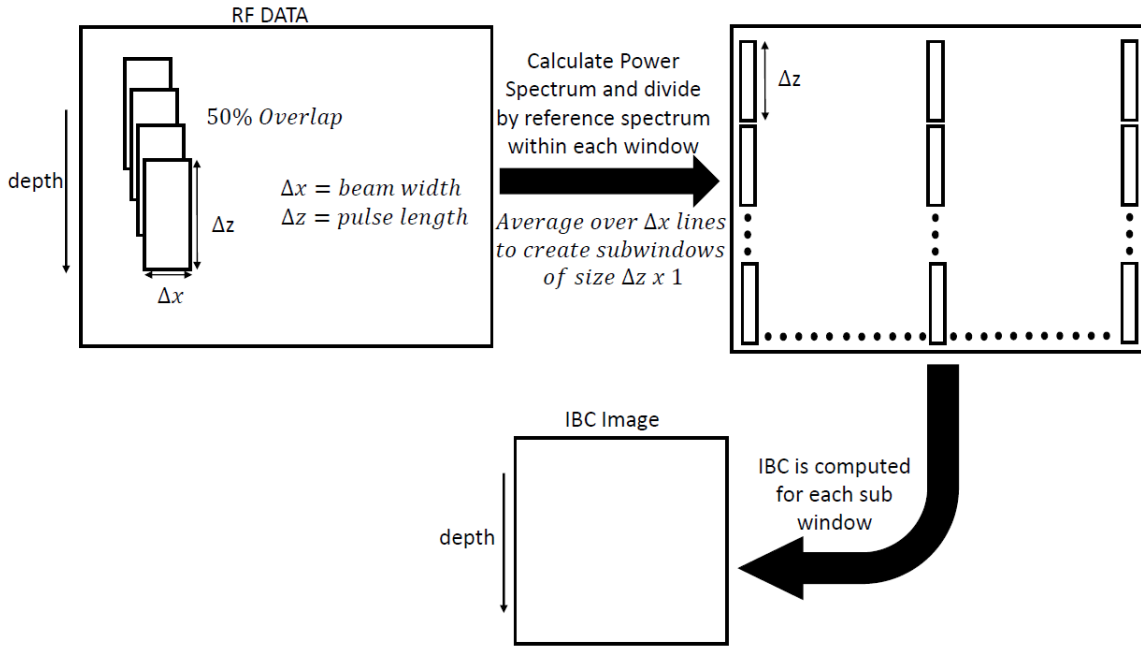 RF DATA
depth
50% Overlap
Δx = beam width
Δz = pulse length
Δz
Δx
Calculate Power
Spectrum and divide
by reference spectrum
within each window
Average over Δx lines
to create subwindows
of size Δz x 1
Δz
IBC Image
depth
IBC is computed
for each sub
window